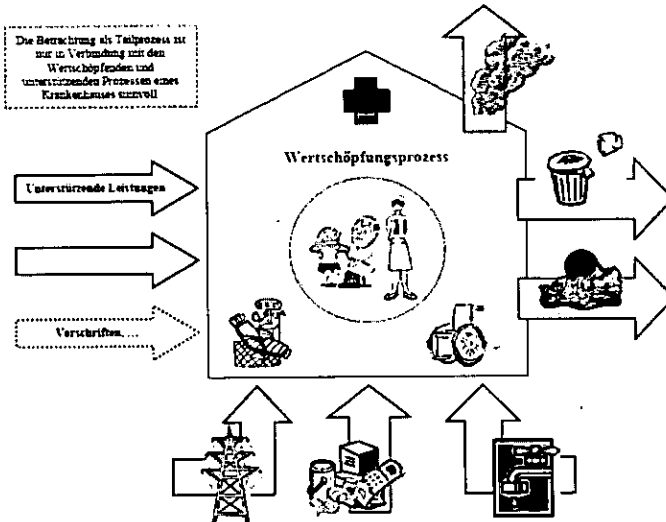 Die Betrachtung als Teilprozess ist
nur in Verbindung mit den
Wertschöpfenden und
unterstützenden Prozessen eines
Krankenhauses sinnvoll
Wertschöpfungsprozess
Unterstützende Leistungen
Vorschriften, ...